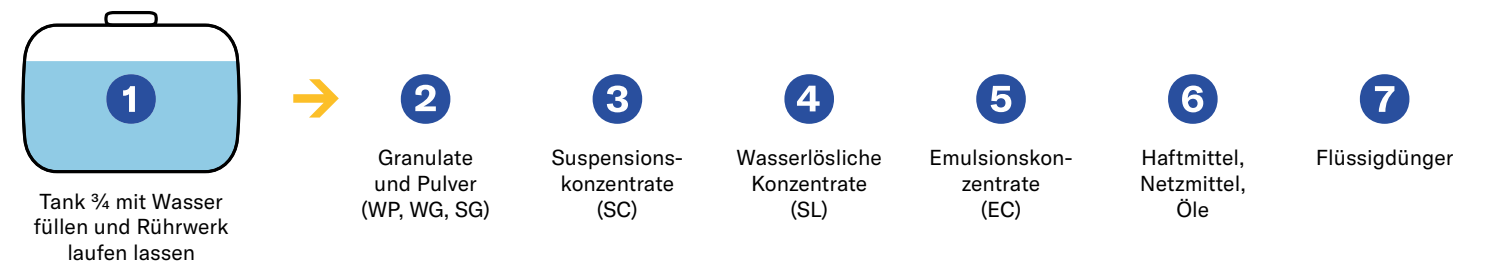 1
Tank ¾ mit Wasser
füllen und Rührwerk
laufen lassen
2
Granulate
und Pulver
(WP, WG, SG)
3
Suspensions-
konzentrate
(SC)
4
Wasserlösliche
Konzentrate
(SL)
5
Emulsionskon-
zentrate
(EC)
6
Haftmittel,
Netzmittel,
Öle
7
Flüssigdünger